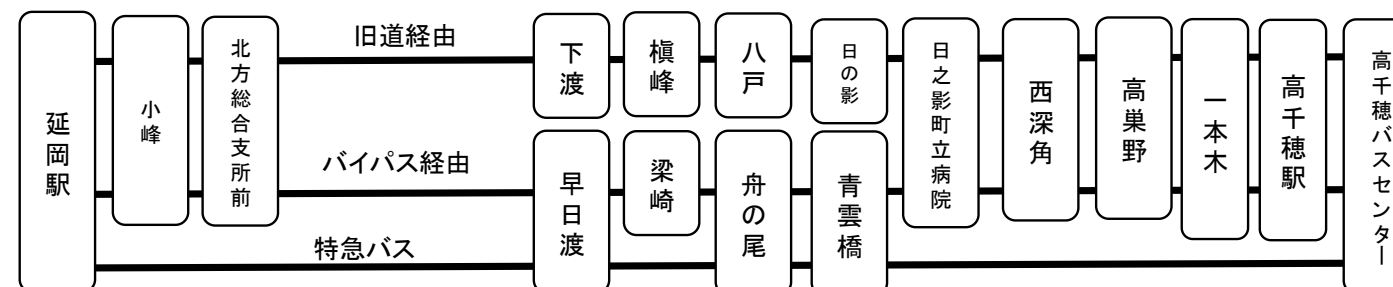 延岡駅
小峰
北方総合支所前
旧道経由
バイパス経由
特急バス
下渡
槇峰
八戸
日の影
早日渡
梁崎
舟の尾
青雲橋
日之影町立病院
西深角
高巣野
一本木
高千穂駅
高千穂バスセンター